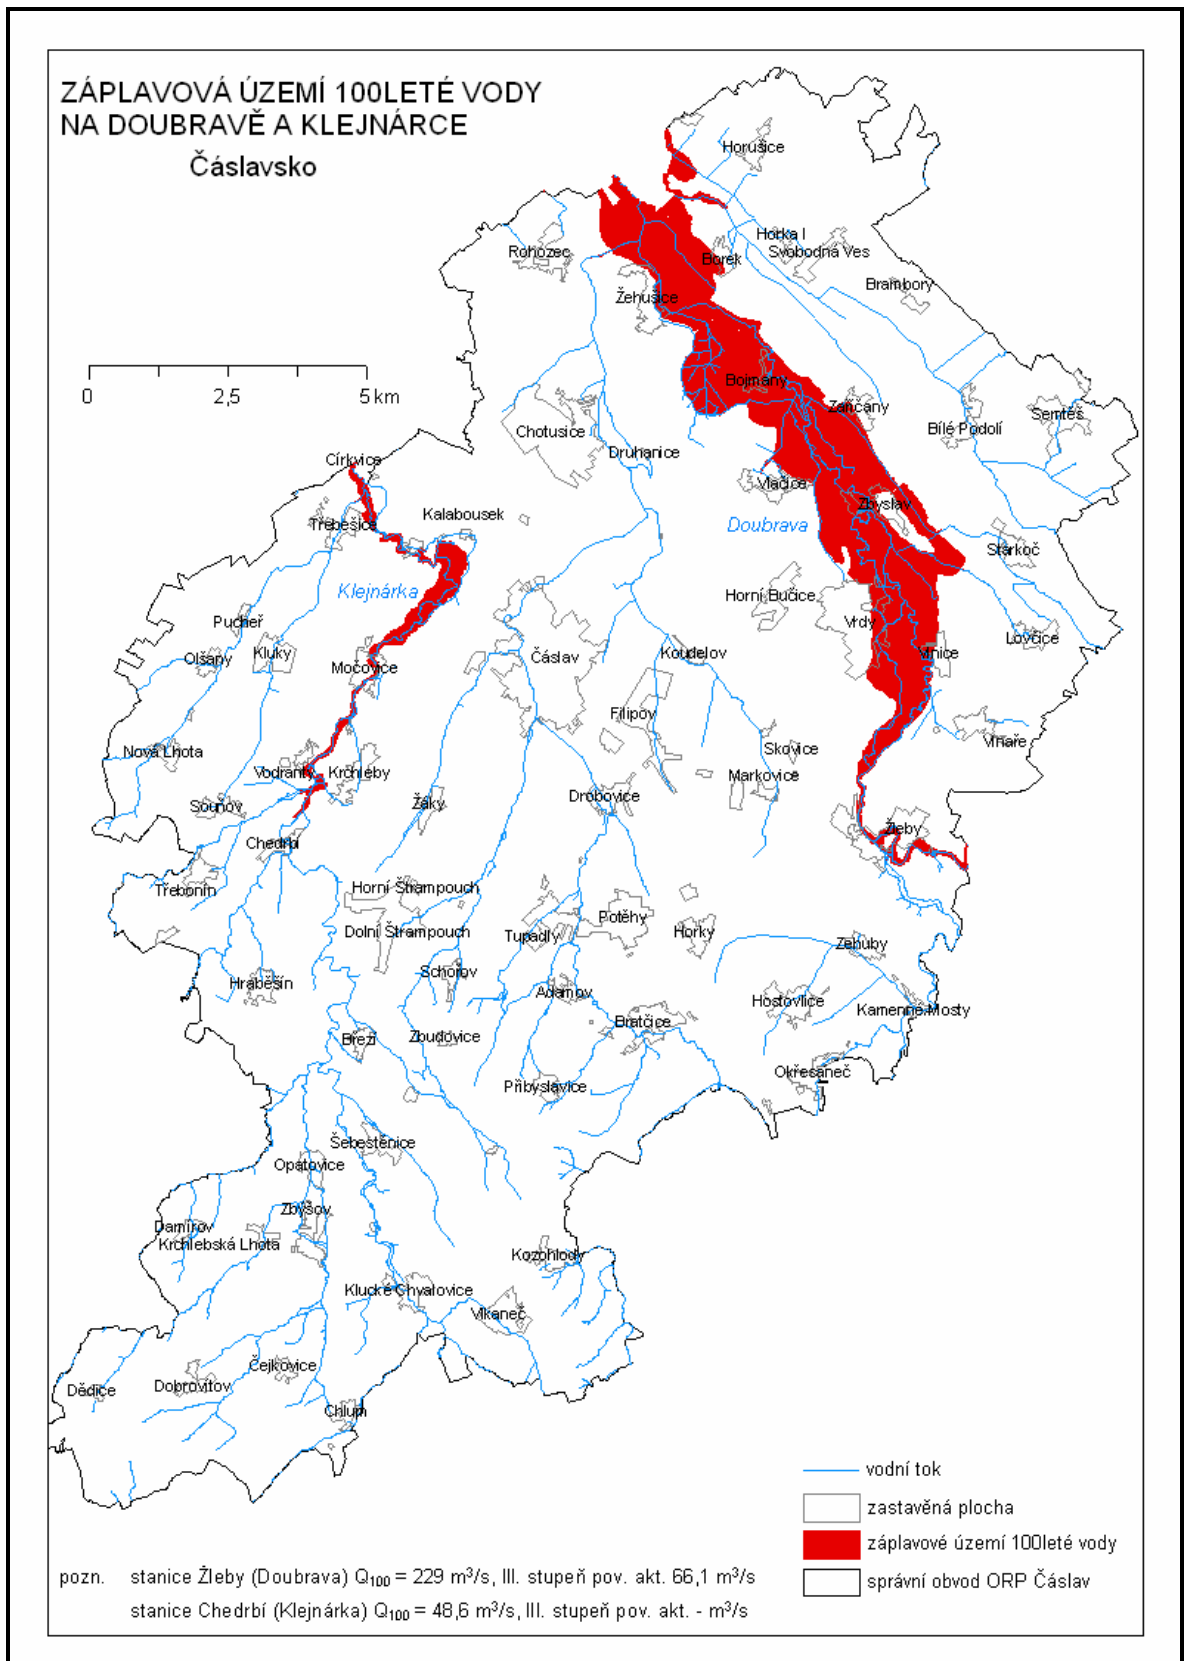 ZÁPLAVOVÁ ÚZEMÍ 100LETÉ VODY
NA DOUBRAVĚ A KLEJNÁRCE
Čáslavsko
Horušice
Horka I
Svobodná Ves
Rohozec
Borek
Brambory
Žehušice
0
2,5
5 km
Bojmany
Zaříčany
Semtěš
Bílé Podolí
Chotusice
Druhanice
Církvice
Vlačice
Zbyslav
Kalabousek
Třebešice
Doubrava
Starkoč
Klejnárka
Horní Bučice
Pucheř
Vrdy
Lovčice
Olšany
Kluky
Močovice
Čáslav
Koudelov
Vinice
Filipov
Vinaře
Nová Lhota
Skovice
Vodranty
Krchleby
Markovice
Souňov
Žáky
Drobovice
Žleby
Chedrbí
Třebonín
Horní Štrampouch
Potěhy
Dolní Štrampouch
Tupadly
Horky
Zehuby
Schořov
Hraběšín
Adamov
Hostovlice
Kamenné Mosty
Bratčice
Březí
Zbudovice
Okřesaneč
Přibyslavice
Šebestěnice
Opatovice
Zbýšov
Damírov
Krchlebská Lhota
Kozohlody
Klucké Chvalovice
Vlkaneč
Čejkovice
Dědice
Dobrovítov
Chlum
vodní tok
zastavěná plocha
záplavové území 100leté vody
správní obvod ORP Čáslav
pozn. stanice Žleby (Doubrava) Q₁₀₀ = 229 m³/s, III. stupeň pov. akt. 66,1 m³/s
stanice Chedrbí (Klejnárka) Q₁₀₀ = 48,6 m³/s, III. stupeň pov. akt. - m³/s